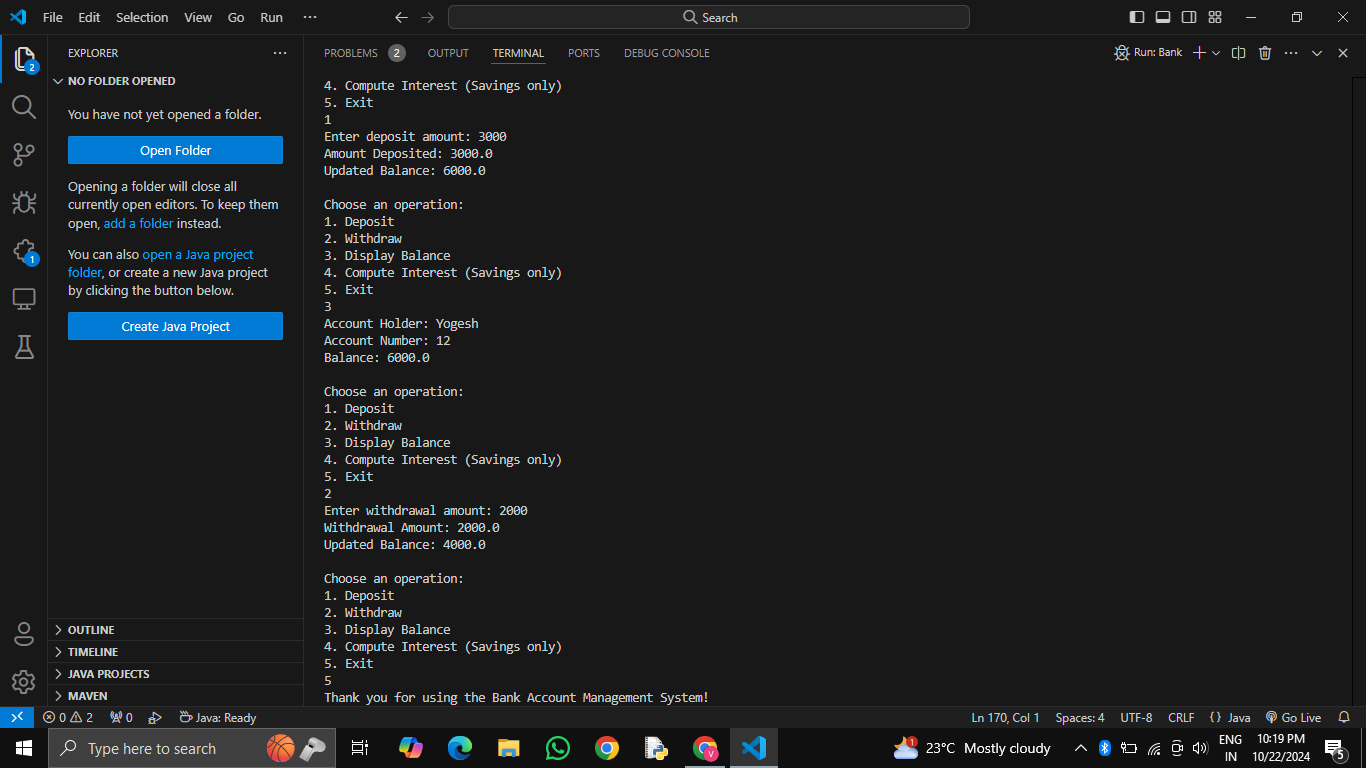 File Edit Selection View Go Run ··· Search
EXPLORER ···
NO FOLDER OPENED
You have not yet opened a folder.
Open Folder
Opening a folder will close all
currently open editors. To keep them
open, add a folder instead.
You can also open a Java project
folder, or create a new Java project
by clicking the button below.
Create Java Project
OUTLINE
TIMELINE
JAVA PROJECTS
MAVEN
2
1
PROBLEMS 2 OUTPUT TERMINAL PORTS DEBUG CONSOLE Run: Bank
4. Compute Interest (Savings only)
5. Exit
1
Enter deposit amount: 3000
Amount Deposited: 3000.0
Updated Balance: 6000.0
Choose an operation:
1. Deposit
2. Withdraw
3. Display Balance
4. Compute Interest (Savings only)
5. Exit
3
Account Holder: Yogesh
Account Number: 12
Balance: 6000.0
Choose an operation:
1. Deposit
2. Withdraw
3. Display Balance
4. Compute Interest (Savings only)
5. Exit
2
Enter withdrawal amount: 2000
Withdrawal Amount: 2000.0
Updated Balance: 4000.0
Choose an operation:
1. Deposit
2. Withdraw
3. Display Balance
4. Compute Interest (Savings only)
5. Exit
5
Thank you for using the Bank Account Management System!
0 2 0 Java: Ready Ln 170, Col 1 Spaces: 4 UTF-8 CRLF {} Java Go Live
Type here to search V 1 23°C Mostly cloudy ENG 10:19 PM
IN 10/22/2024 5